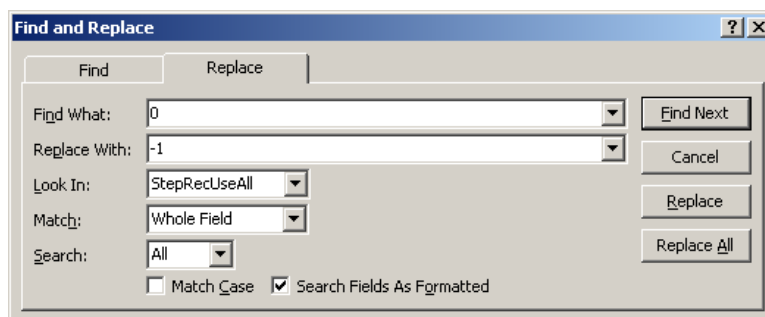 Find and Replace
Find
Replace
Find What:
0
Find Next
Replace With:
-1
Cancel
Look In:
StepRecUseAll
Replace
Match:
Whole Field
Replace All
Search:
All
Match Case
Search Fields As Formatted